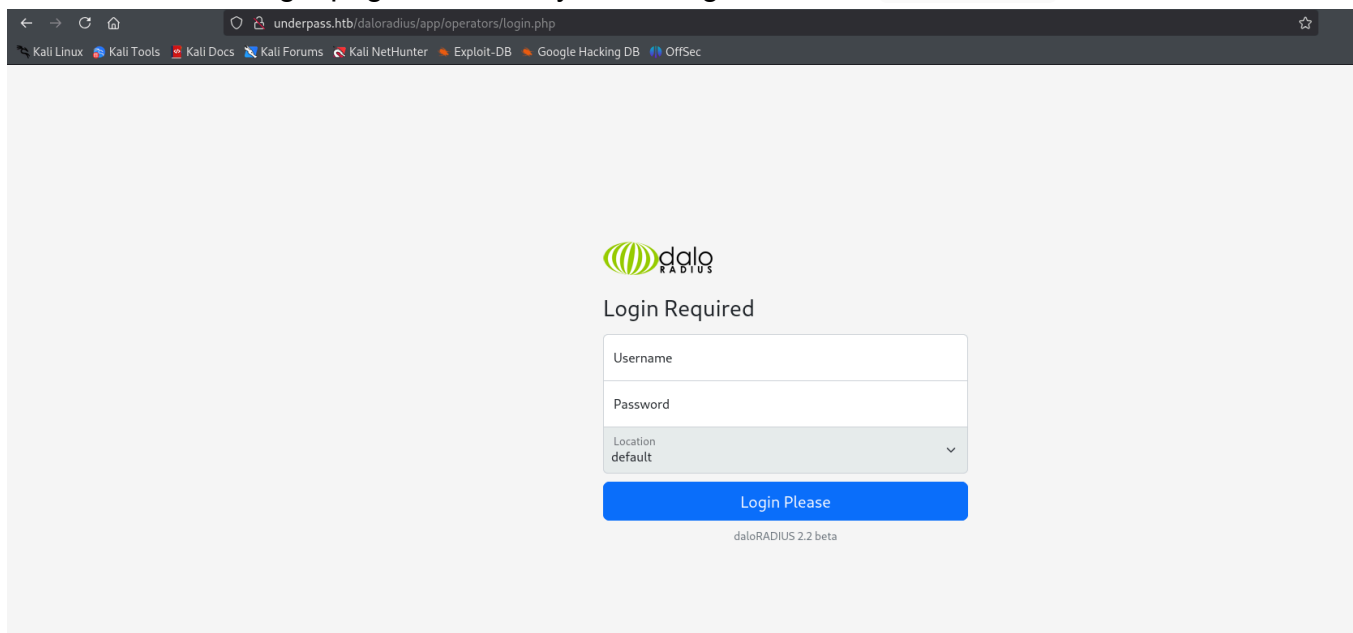 underpass.htb/daloradius/app/operators/login.php
Kali Linux Kali Tools Kali Docs Kali Forums Kali NetHunter Exploit-DB Google Hacking DB OffSec
dalo
RADIUS
Login Required
Username
Password
Location
default
Login Please
daloRADIUS 2.2 beta